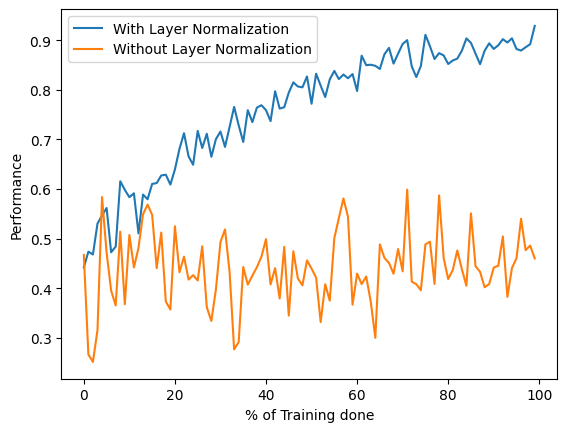 With Layer Normalization
Without Layer Normalization
0.9
0.8
0.7
0.6
0.5
0.4
0.3
Performance
0 20 40 60 80 100
% of Training done